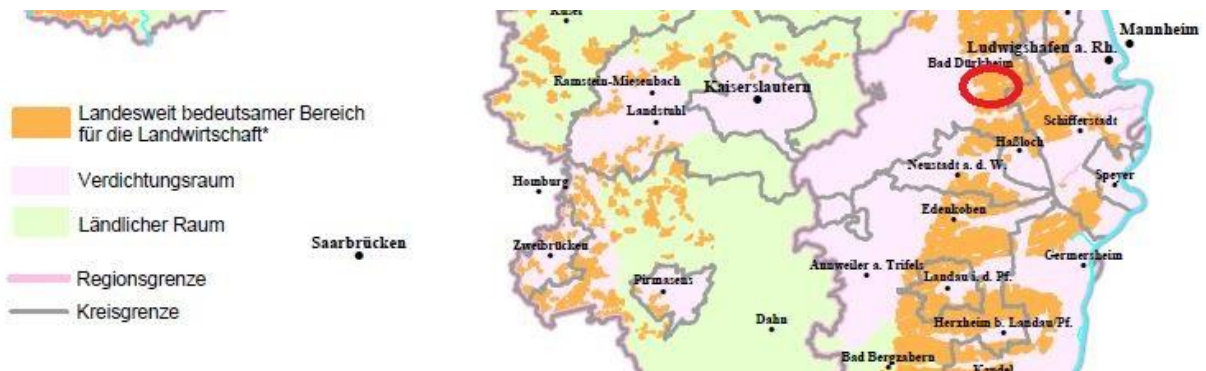 Kusel
Mannheim
Ludwigshafen a. Rh.
Bad Dürkheim
Ramstein-Miesenbach
Kaiserslautern
Landesweit bedeutsamer Bereich
für die Landwirtschaft*
Landstuhl
Schifferstadt
Haßloch
Neustadt a. d. W.
Verdichtungsraum
Homburg
Speyer
Ländlicher Raum
Edenkoben
Saarbrücken
Zweibrücken
Germersheim
Annweiler a. Trifels
Regionsgrenze
Pirmasens
Landau i. d. Pf.
Kreisgrenze
Dahn
Herxheim b. Landau/Pf.
Bad Bergzabern
Kandel